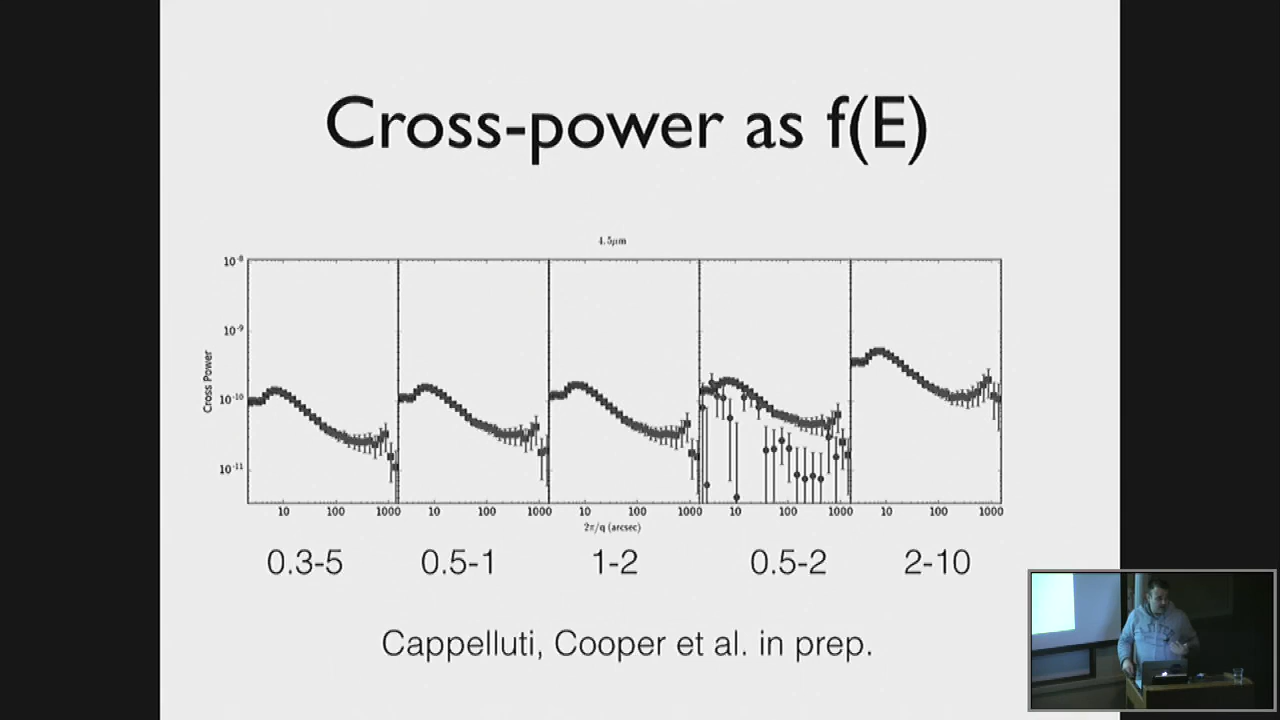 Cross-power as f(E)
4.5μm
10⁻⁸
10⁻⁹
10⁻¹⁰
10⁻¹¹
Cross Power
10 100 1000 10 100 1000 10 100 1000 10 100 1000 10 100 1000
2π/q (arcsec)
0.3-5 0.5-1 1-2 0.5-2 2-10
Cappelluti, Cooper et al. in prep.